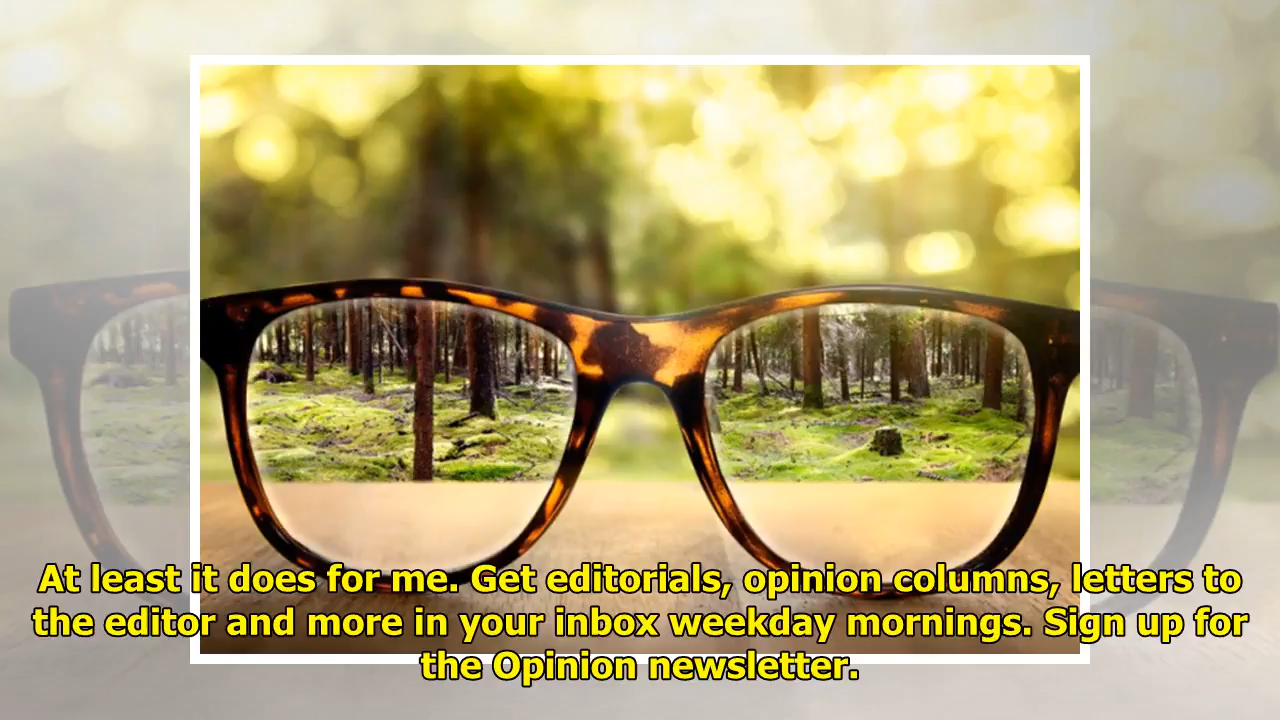 At least it does for me. Get editorials, opinion columns, letters to
the editor and more in your inbox weekday mornings. Sign up for
the Opinion newsletter.